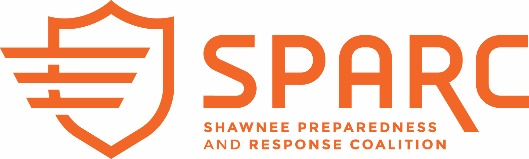 SPARC
SHAWNEE PREPAREDNESS
AND RESPONSE COALITION